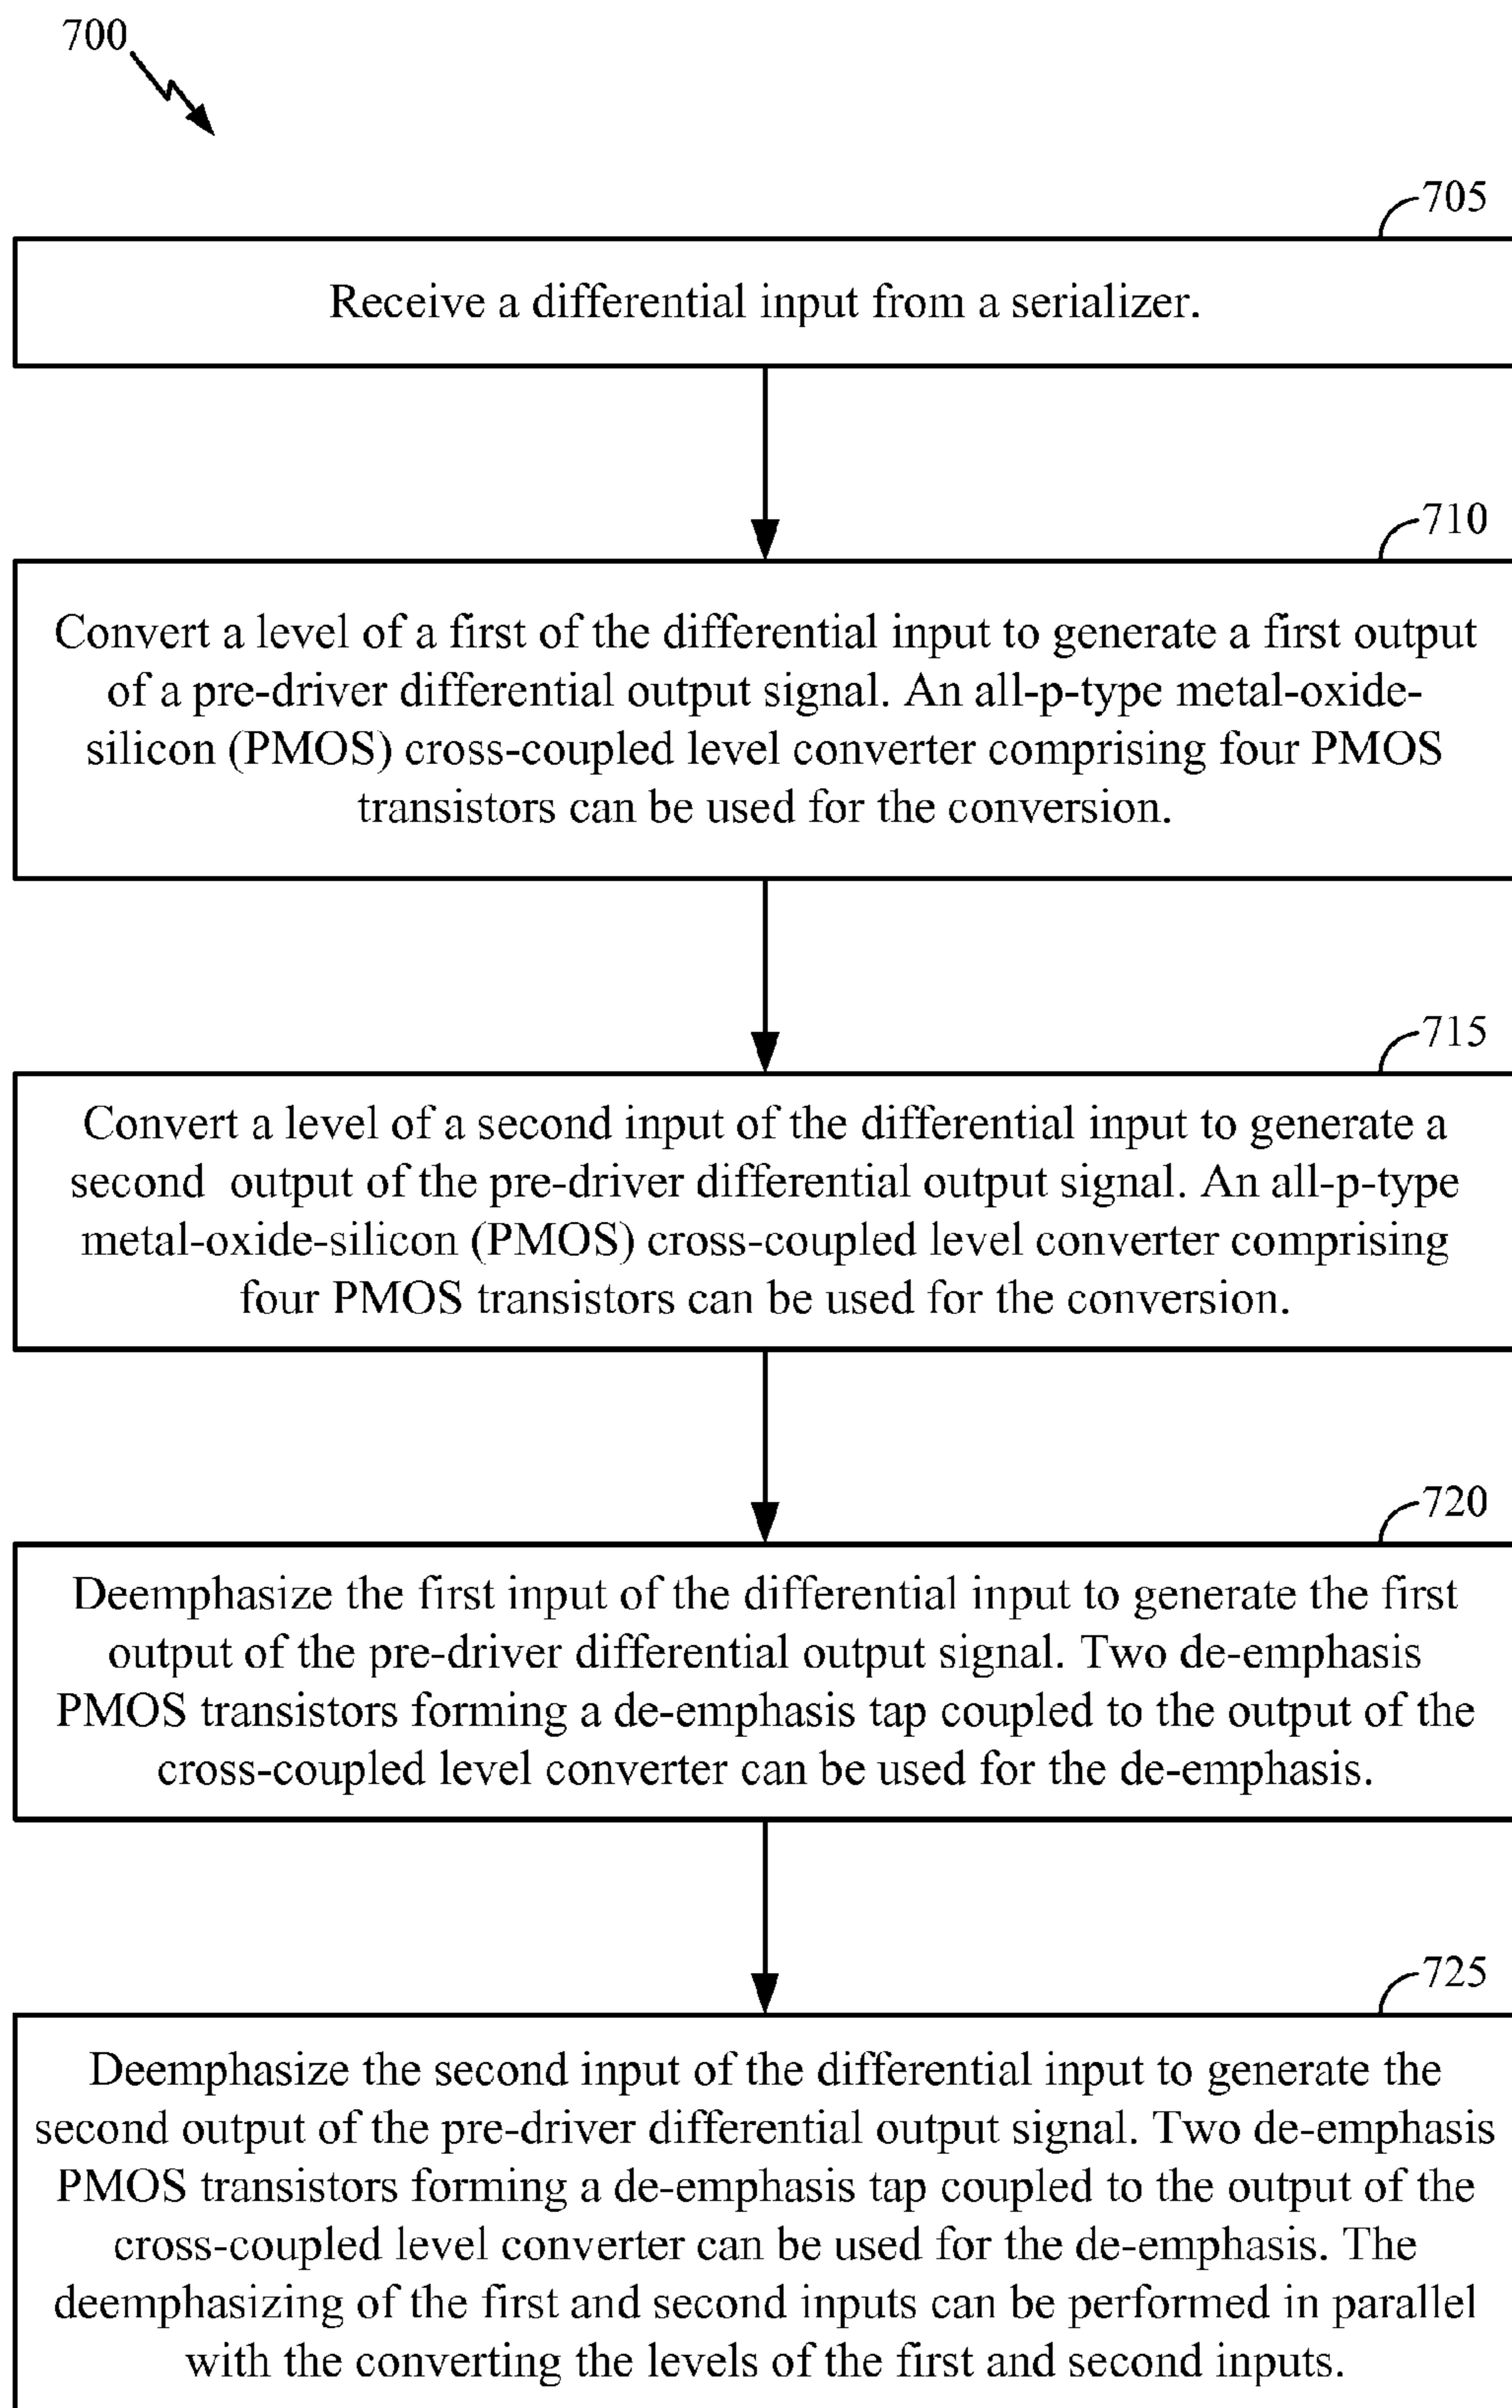 700
705
Receive a differential input from a serializer.
710
Convert a level of a first of the differential input to generate a first output
of a pre-driver differential output signal. An all-p-type metal-oxide-
silicon (PMOS) cross-coupled level converter comprising four PMOS
transistors can be used for the conversion.
715
Convert a level of a second input of the differential input to generate a
second output of the pre-driver differential output signal. An all-p-type
metal-oxide-silicon (PMOS) cross-coupled level converter comprising
four PMOS transistors can be used for the conversion.
720
Deemphasize the first input of the differential input to generate the first
output of the pre-driver differential output signal. Two de-emphasis
PMOS transistors forming a de-emphasis tap coupled to the output of the
cross-coupled level converter can be used for the de-emphasis.
725
Deemphasize the second input of the differential input to generate the
second output of the pre-driver differential output signal. Two de-emphasis
PMOS transistors forming a de-emphasis tap coupled to the output of the
cross-coupled level converter can be used for the de-emphasis. The
deemphasizing of the first and second inputs can be performed in parallel
with the converting the levels of the first and second inputs.